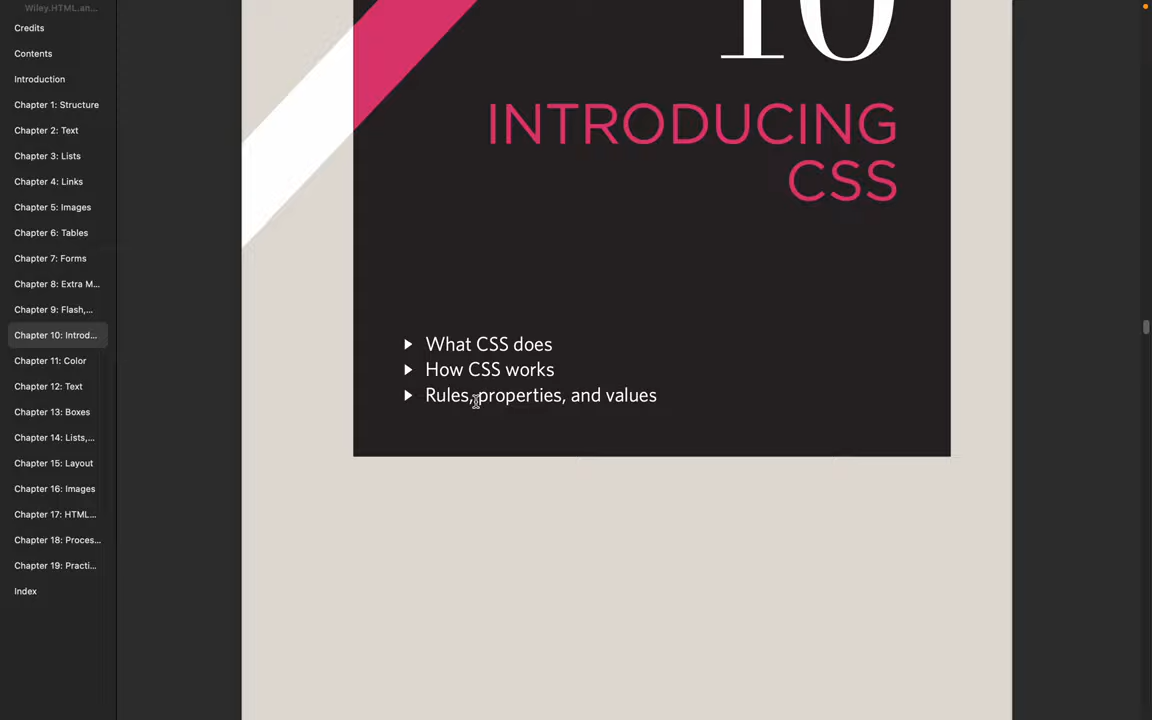 Wiley.HTML.an...
Credits
Contents
Introduction
Chapter 1: Structure
Chapter 2: Text
Chapter 3: Lists
Chapter 4: Links
Chapter 5: Images
Chapter 6: Tables
Chapter 7: Forms
Chapter 8: Extra M...
Chapter 9: Flash,...
Chapter 10: Introd...
Chapter 11: Color
Chapter 12: Text
Chapter 13: Boxes
Chapter 14: Lists,...
Chapter 15: Layout
Chapter 16: Images
Chapter 17: HTML...
Chapter 18: Proces...
Chapter 19: Practi...
Index
10
INTRODUCING
CSS
What CSS does
How CSS works
Rules, properties, and values